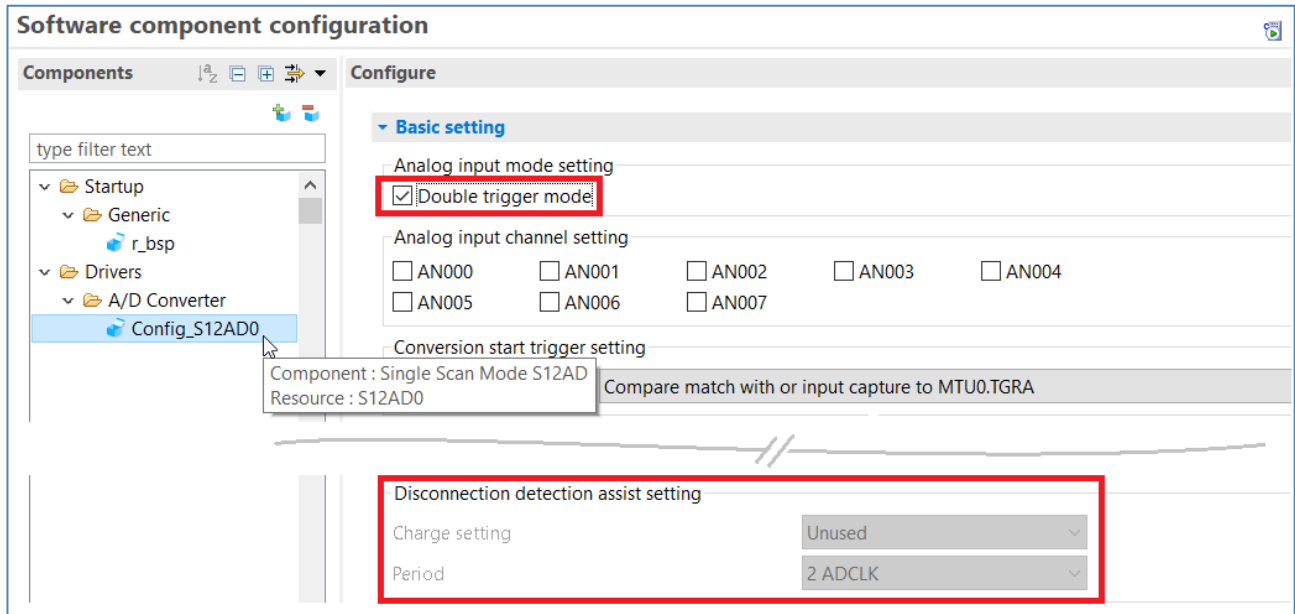 Software component configuration
Components
Configure
type filter text
Startup
Generic
r_bsp
Drivers
A/D Converter
Config_S12AD0
Component : Single Scan Mode S12AD
Resource : S12AD0
Basic setting
Analog input mode setting
Double trigger mode
Analog input channel setting
AN000 AN001 AN002 AN003 AN004
AN005 AN006 AN007
Conversion start trigger setting
Compare match with or input capture to MTU0.TGRA
Disconnection detection assist setting
Charge setting Unused
Period 2 ADCLK